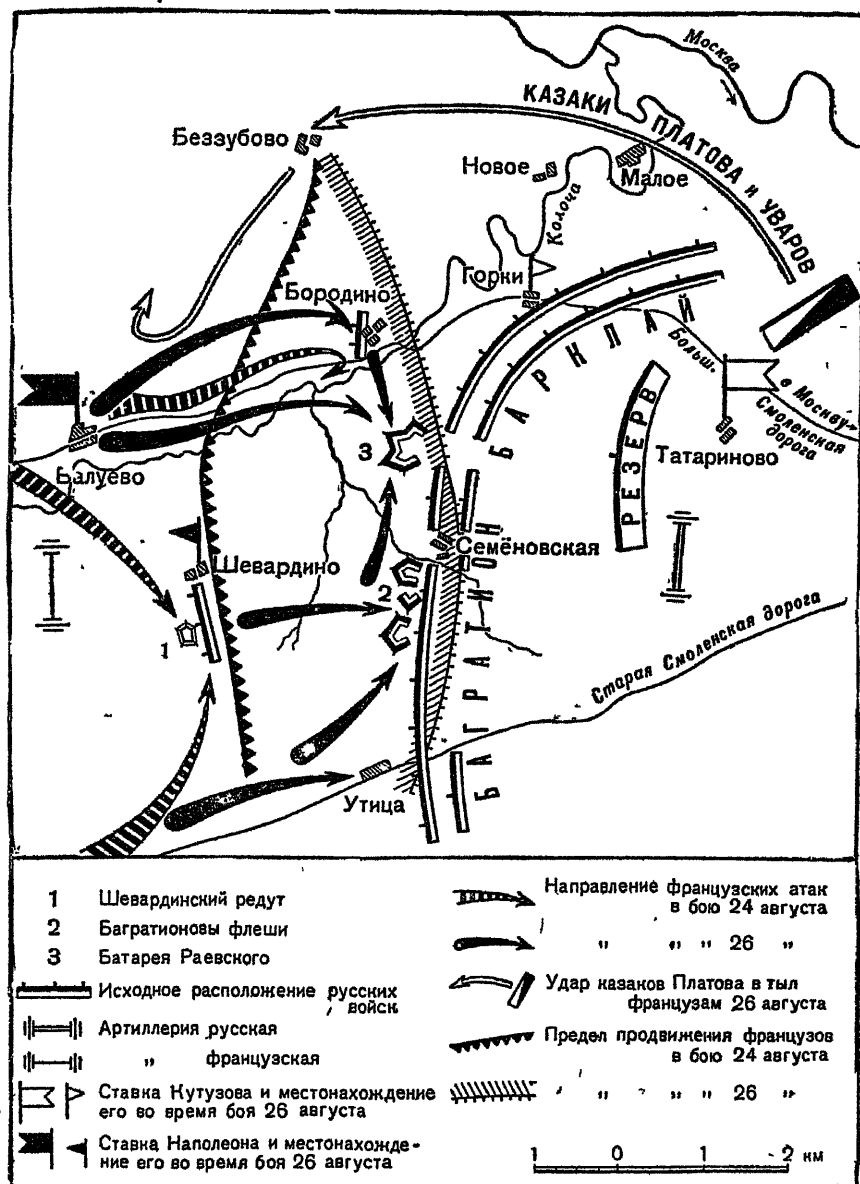 Москва
КАЗАКИ ПЛАТОВА и УВАРОВ
Беззубово
Новое
Малое
Колоча
Горки
Бородино
БАРКЛАЙ
Больш.
Смоленская
дорога
в Москву
Татариново
РЕЗЕРВ
3
Валуево
Семёновская
Шевардино
2
1
БАГРАТИОН
Старая Смоленская дорога
Утица
1 Шевардинский редут
2 Багратионовы флеши
3 Батарея Раевского
Исходное расположение русских
войск
Артиллерия русская
„ французская
Ставка Кутузова и местонахождение
его во время боя 26 августа
Ставка Наполеона и местонахожде-
ние его во время боя 26 августа
Направление французских атак
в бою 24 августа
„ „ „ 26 „
Удар казаков Платова в тыл
французам 26 августа
Предел продвижения французов
в бою 24 августа
„ „ „ „ 26 „
1 0 1 2 км